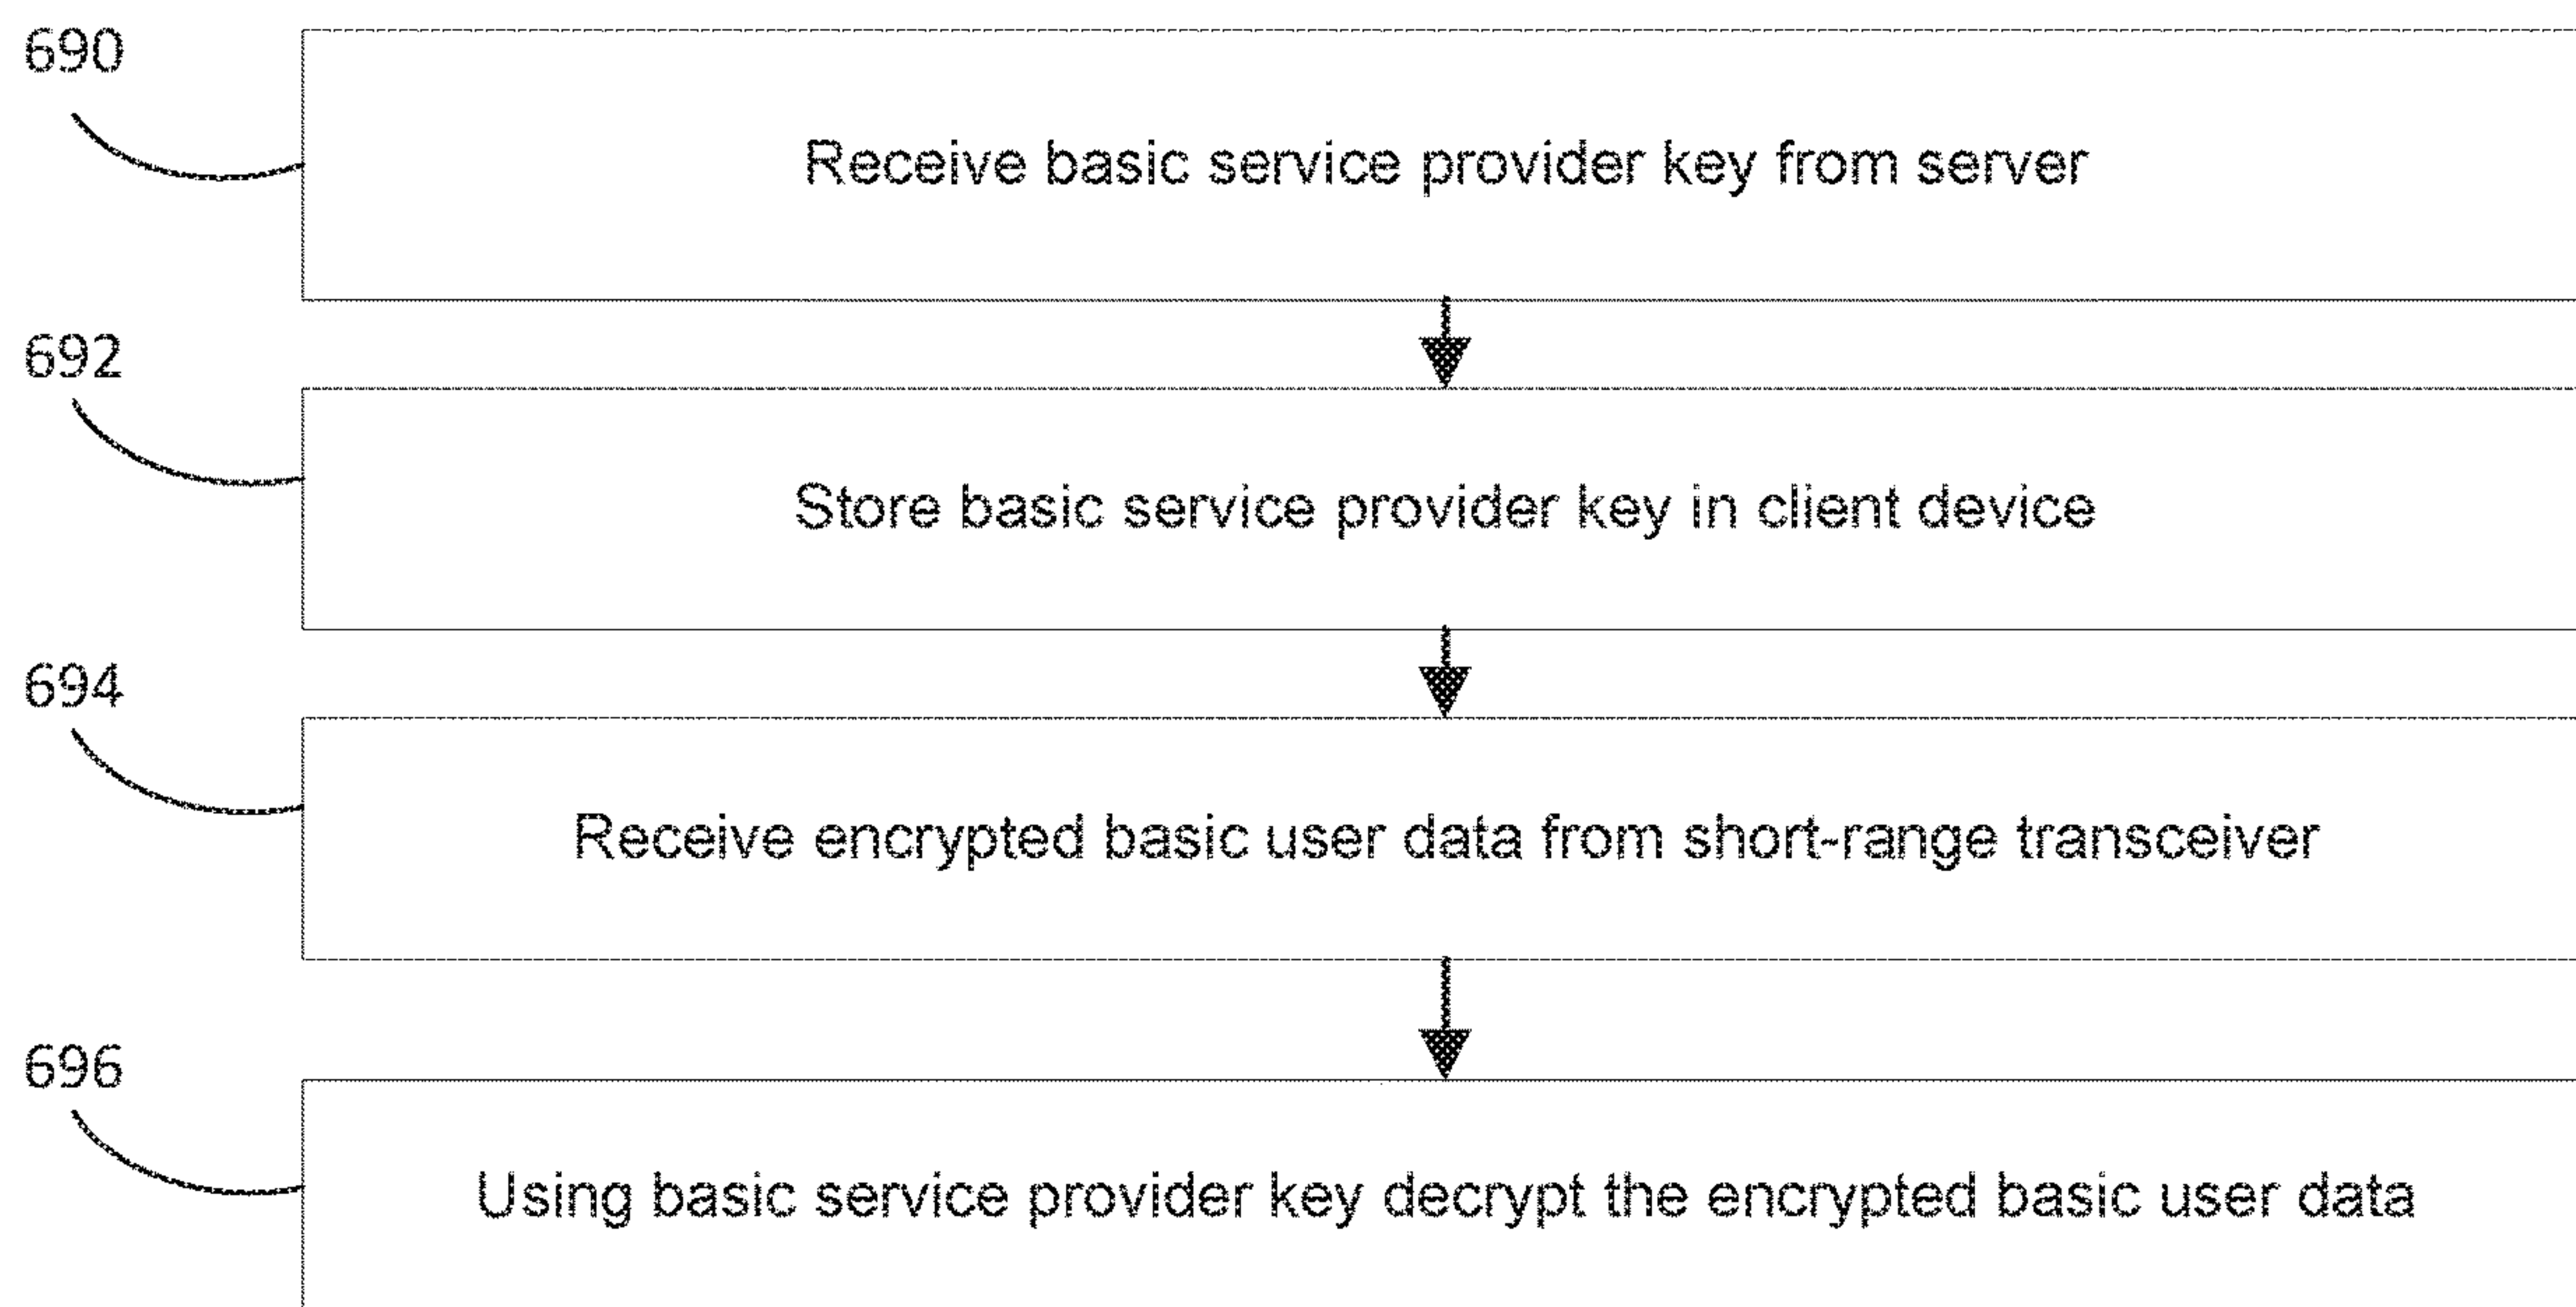 690
Receive basic service provider key from server
692
Store basic service provider key in client device
694
Receive encrypted basic user data from short-range transceiver
696
Using basic service provider key decrypt the encrypted basic user data